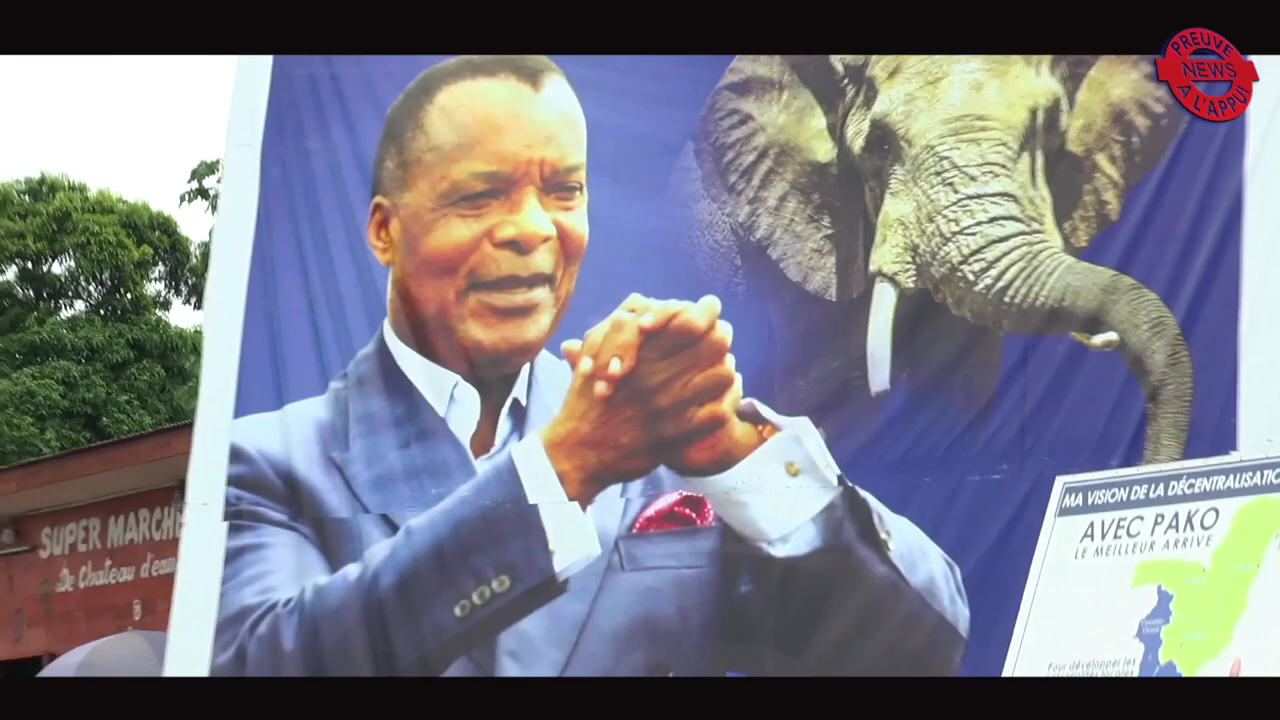 PREUVE
NEWS
A L'APPUI
SUPER MARCHE
De Chateau d'eau
MA VISION DE LA DÉCENTRALISATIO
AVEC PAKO
LE MEILLEUR ARRIVE
Pour développer les